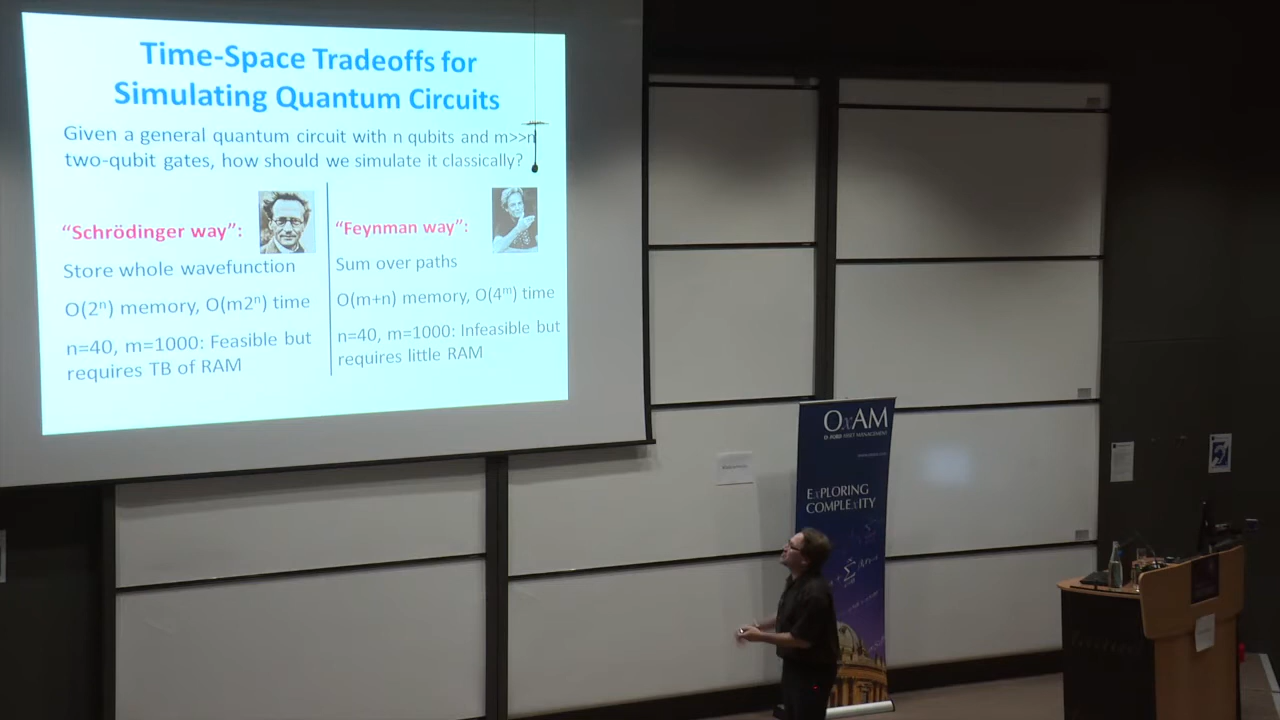 Time-Space Tradeoffs for
Simulating Quantum Circuits
Given a general quantum circuit with n qubits and m>>n
two-qubit gates, how should we simulate it classically?
“Schrödinger way”:
Store whole wavefunction
O(2ⁿ) memory, O(m2ⁿ) time
n=40, m=1000: Feasible but
requires TB of RAM
“Feynman way”:
Sum over paths
O(m+n) memory, O(4ᵐ) time
n=40, m=1000: Infeasible but
requires little RAM
OxAM
EXPLORING
COMPLEXITY